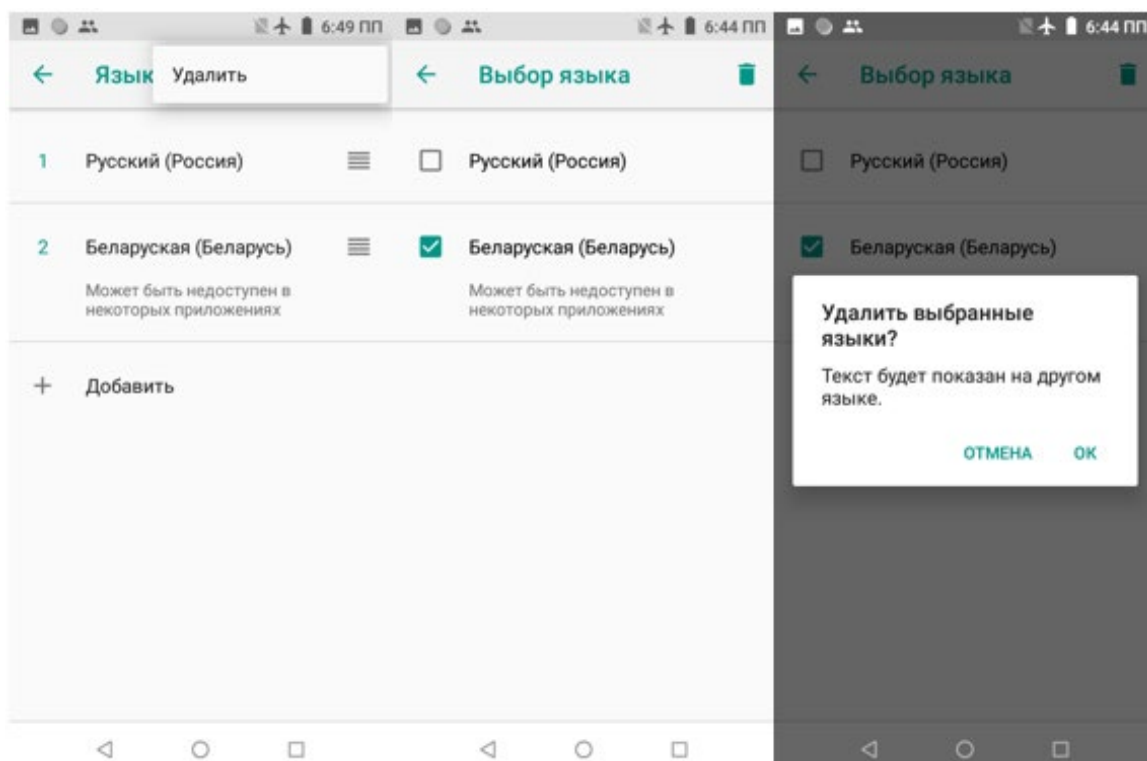 6:49 ПП
Язык
Удалить
1 Русский (Россия)
2 Беларуская (Беларусь)
Может быть недоступен в
некоторых приложениях
+ Добавить
6:44 ПП
Выбор языка
Русский (Россия)
Беларуская (Беларусь)
Может быть недоступен в
некоторых приложениях
6:44 ПП
Выбор языка
Русский (Россия)
Беларуская (Беларусь)
Удалить выбранные
языки?
Текст будет показан на другом
языке.
ОТМЕНА ОК